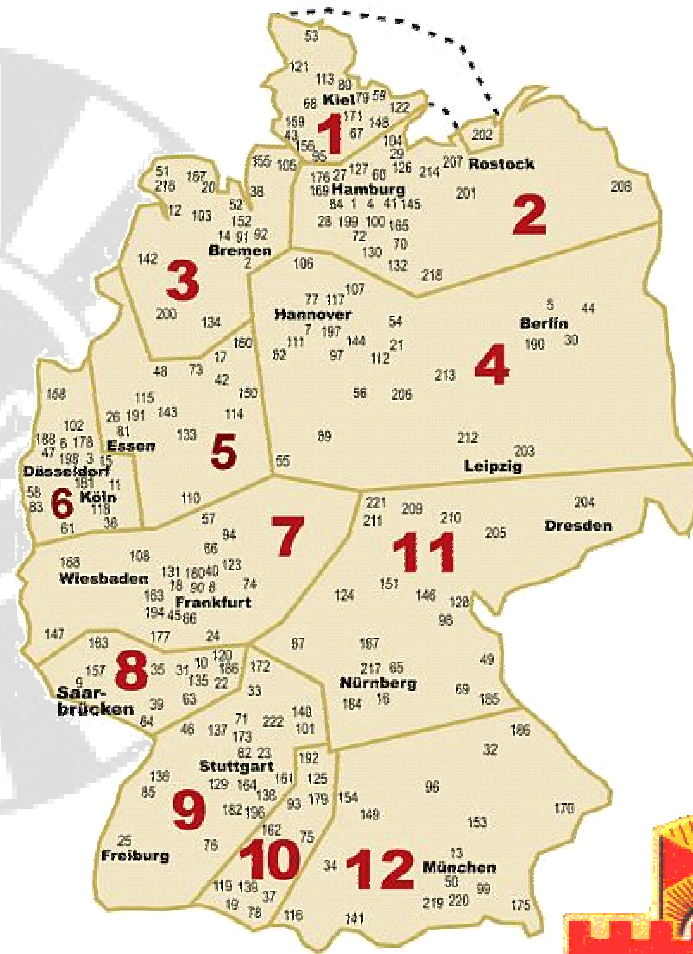 53
121
113 80
Kiel 79 59
68 122
171
159 148
43 1 67
156 104
95 29
155 105 127 60 126 207 202
51 167 176 27 214 Rostock
216 20 38 169 Hamburg 201 208
52 84 1 4 41 145
12 103 2
152 28 199 100 165
14 91 92 72 70
Bremen 130
142 2 106 132
3 218
107
77 117
200 Hannover 5 44
134 54 Berlin
7 197
160 111 144 21 190 30
17 82 97 112
48 73 4
42 213
158 115 150 56 206
26 191 143 114
102 81
188 6 178 Essen 133 89 212
47 198 3 15 5 55 203
Düsseldorf Leipzig
181 11
58 6 Köln
83 118 110 221 209 204
61 36 57 211 210
7 205 Dresden
94
66 11
108
Wiesbaden 131 180 40 123
18 90 8 74 151
163 Frankfurt 124 146 128
194 45 86 98
147 177 24
163 87 167
120
157 8 35 31 10 186 172 217 65 49
9 135 22 Nürnberg
Saar- 33 69
brücken 39 63 184 16 185
84 71 140
46 137 222 101 186
173
82 23 192 32
Stuttgart
136 161 125
85 129 164 96
138 93 179 154
9 182 196 149 170
162 153
25 76 75
Freiburg 10 34 12 13
München
119 139 50 99
37
19 78 116 141 219 220 175